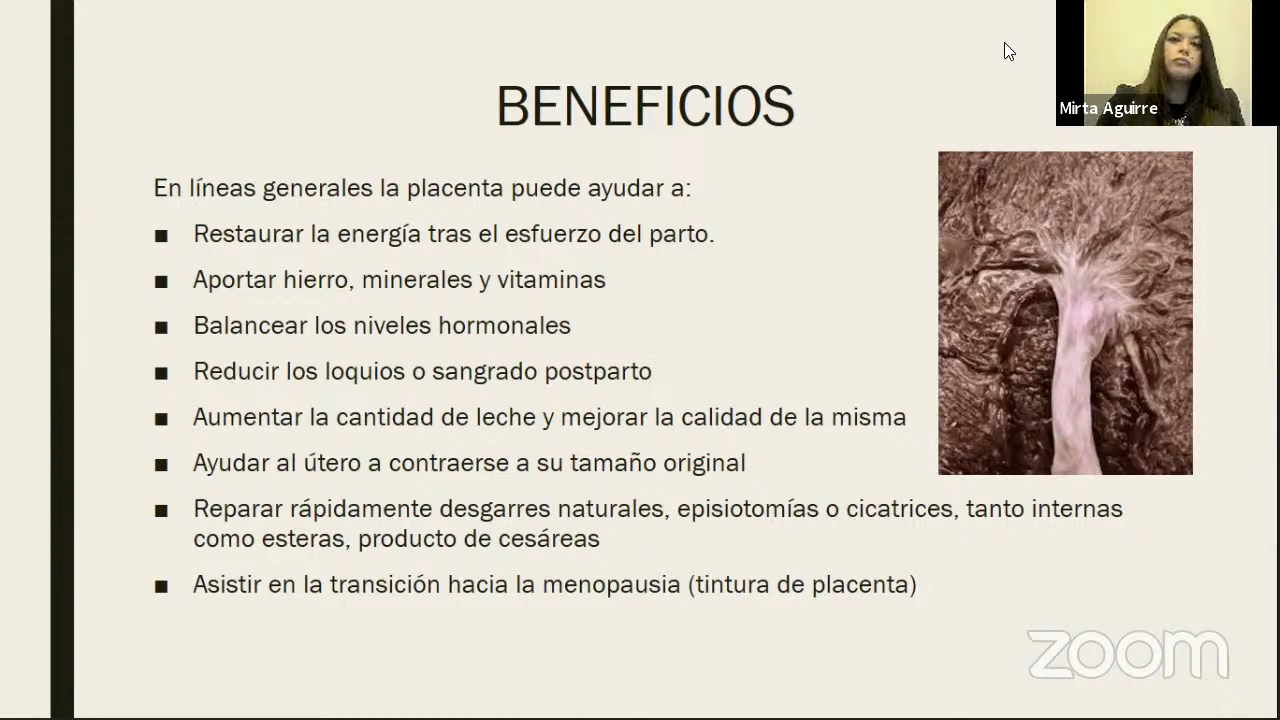 Mirta Aguirre
BENEFICIOS
En líneas generales la placenta puede ayudar a:
■ Restaurar la energía tras el esfuerzo del parto.
■ Aportar hierro, minerales y vitaminas
■ Balancear los niveles hormonales
■ Reducir los loquios o sangrado postparto
■ Aumentar la cantidad de leche y mejorar la calidad de la misma
■ Ayudar al útero a contraerse a su tamaño original
■ Reparar rápidamente desgarres naturales, episiotomías o cicatrices, tanto internas
como esteras, producto de cesáreas
■ Asistir en la transición hacia la menopausia (tintura de placenta)
zoom